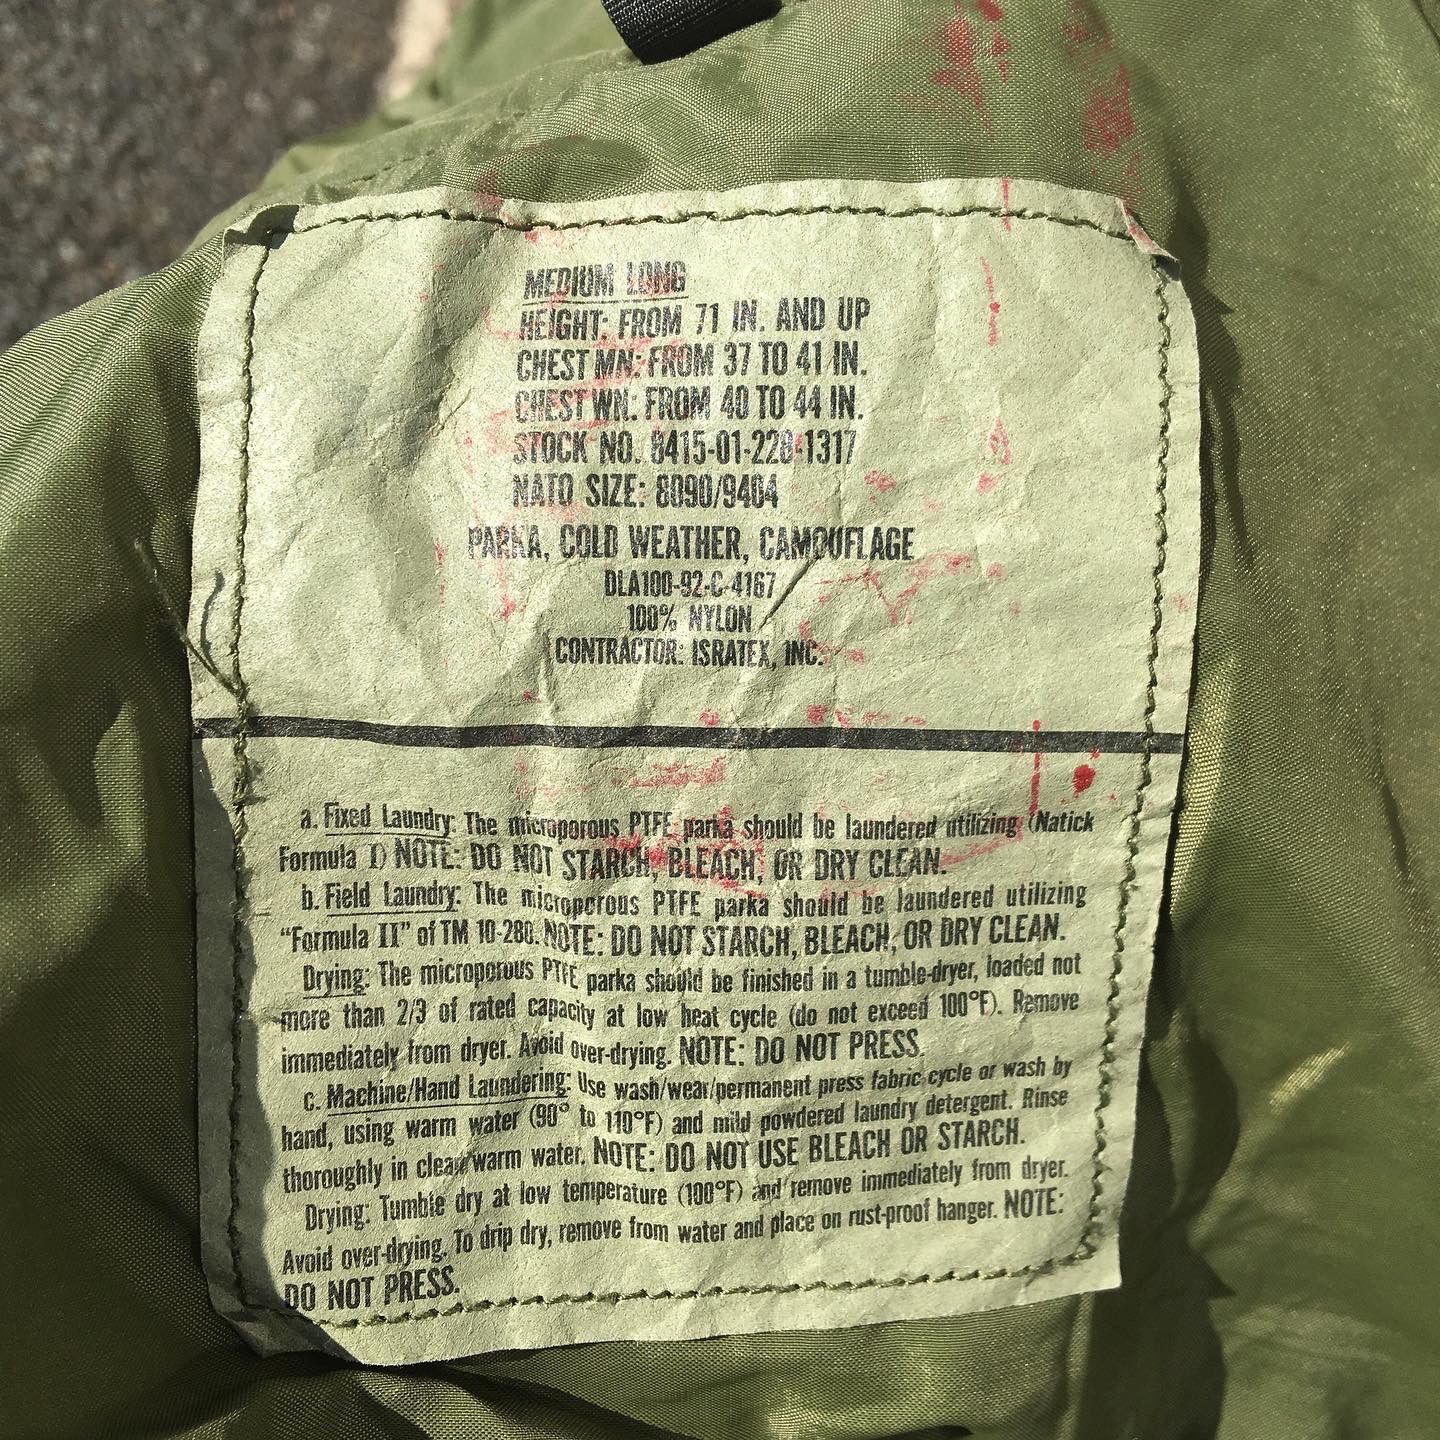 MEDIUM LONG
HEIGHT: FROM 71 IN. AND UP
CHEST MN: FROM 37 TO 41 IN.
CHEST WN: FROM 40 TO 44 IN.
STOCK NO. 8415-01-228-1317
NATO SIZE: 8090/9404
PARKA, COLD WEATHER, CAMOUFLAGE
DLA100-92-C-4167
100% NYLON
CONTRACTOR: ISRATEX, INC.
a. Fixed Laundry: The microporous PTFE parka should be laundered utilizing (Natick
Formula I) NOTE: DO NOT STARCH, BLEACH, OR DRY CLEAN.
b. Field Laundry: The microporous PTFE parka should be laundered utilizing
“Formula II” of TM 10-280. NOTE: DO NOT STARCH, BLEACH, OR DRY CLEAN.
Drying: The microporous PTFE parka should be finished in a tumble-dryer, loaded not
more than 2/3 of rated capacity at low heat cycle (do not exceed 100°F). Remove
immediately from dryer. Avoid over-drying. NOTE: DO NOT PRESS.
c. Machine/Hand Laundering: Use wash/wear/permanent press fabric cycle or wash by
hand, using warm water (90° to 110°F) and mild powdered laundry detergent. Rinse
thoroughly in clean warm water. NOTE: DO NOT USE BLEACH OR STARCH.
Drying: Tumble dry at low temperature (100°F) and remove immediately from dryer.
Avoid over-drying. To drip dry, remove from water and place on rust-proof hanger. NOTE:
DO NOT PRESS.